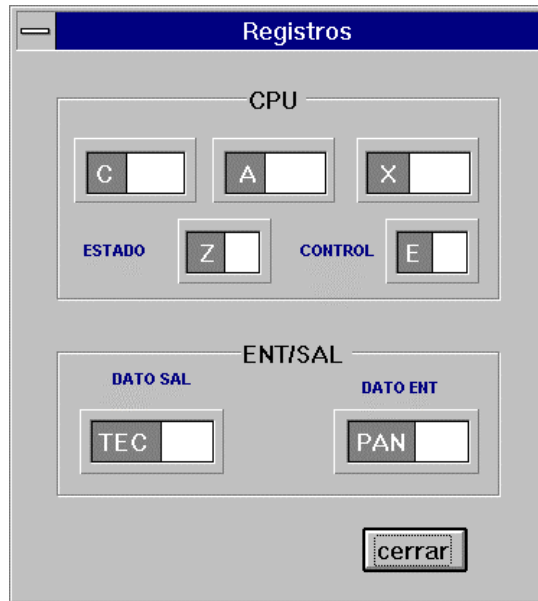 Registros
CPU
C A X
ESTADO Z CONTROL E
ENT/SAL
DATO SAL DATO ENT
TEC PAN
cerrar